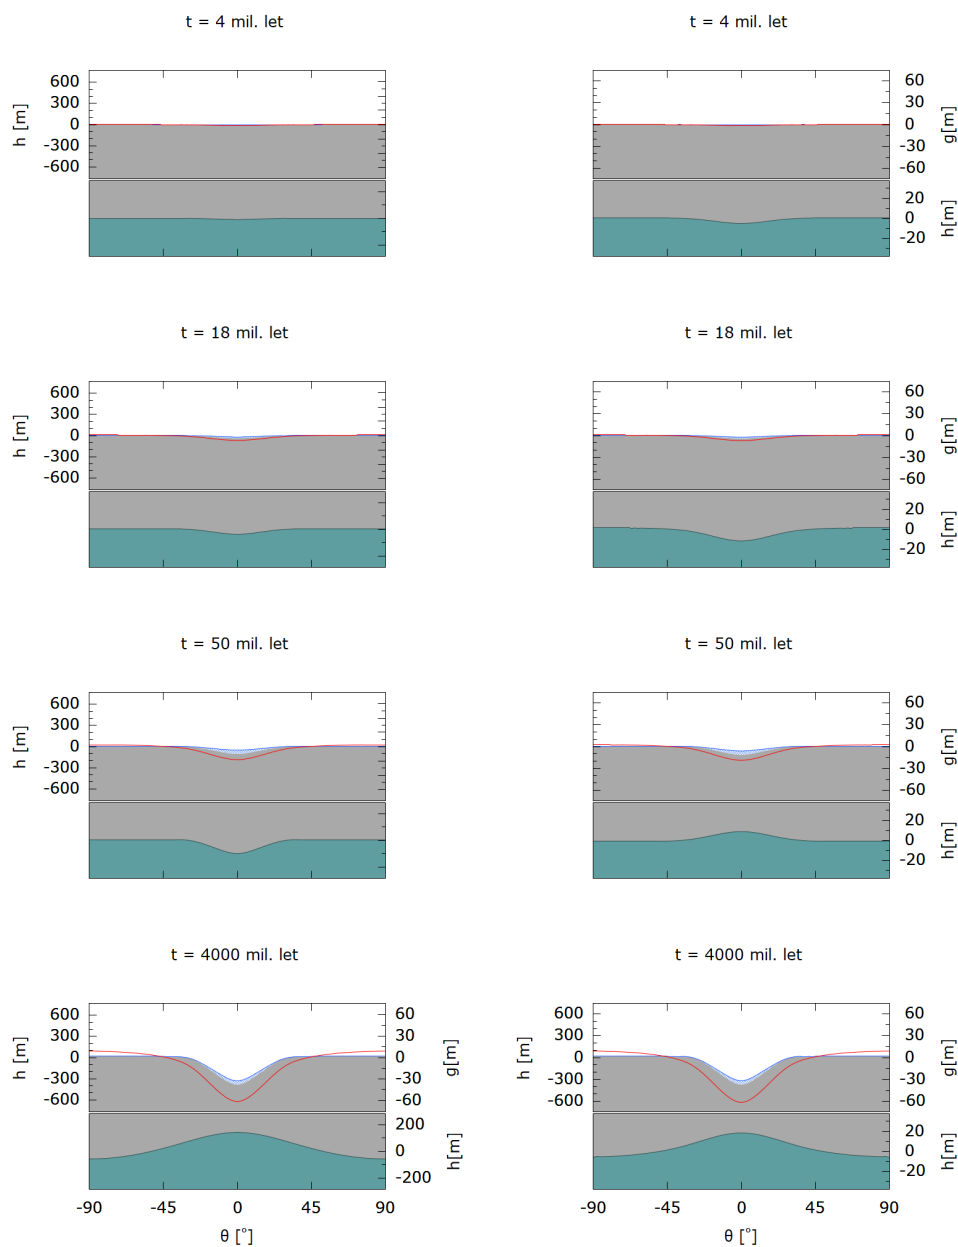 t = 4 mil. let
t = 4 mil. let
600
300
0
-300
-600
h [m]
60
30
0
-30
-60
g[m]
20
0
-20
h[m]
t = 18 mil. let
t = 18 mil. let
600
300
0
-300
-600
h [m]
60
30
0
-30
-60
g[m]
20
0
-20
h[m]
t = 50 mil. let
t = 50 mil. let
600
300
0
-300
-600
h [m]
60
30
0
-30
-60
g[m]
20
0
-20
h[m]
t = 4000 mil. let
t = 4000 mil. let
600
300
0
-300
-600
h [m]
60
30
0
-30
-60
g[m]
200
0
-200
h[m]
600
300
0
-300
-600
h [m]
60
30
0
-30
-60
g[m]
20
0
-20
h[m]
-90 -45 0 45 90
-90 -45 0 45 90
θ [°]
θ [°]